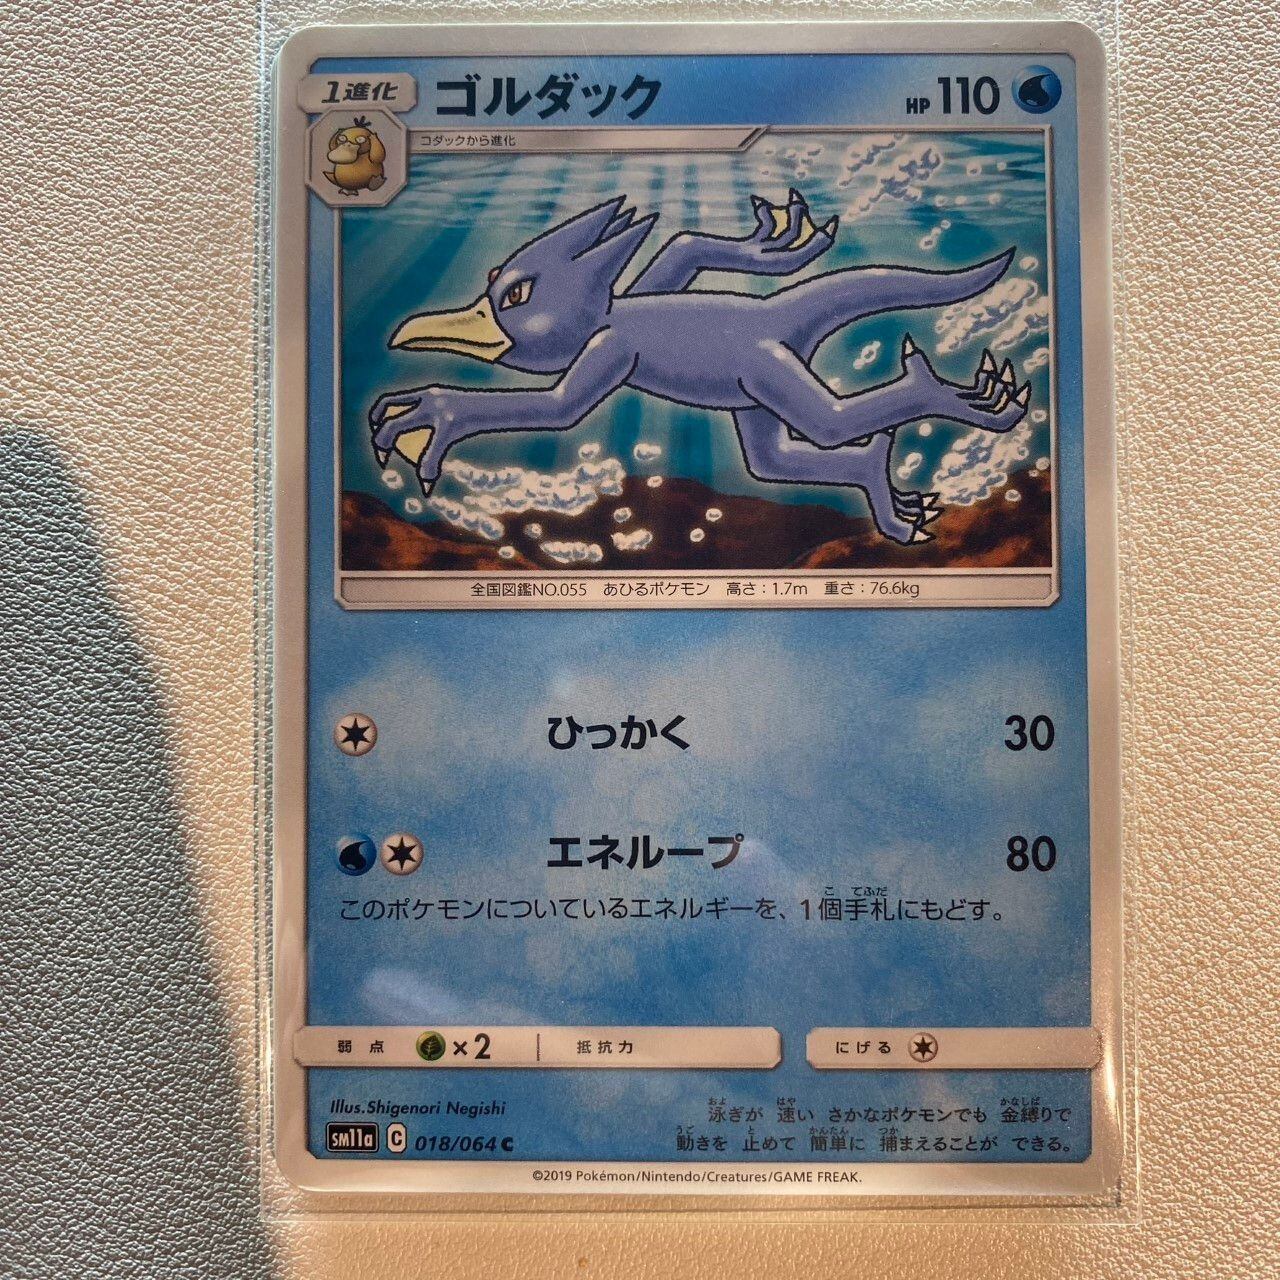 1進化
ゴルダック
HP 110
コダックから進化
全国図鑑NO.055 あひるポケモン 高さ：1.7m 重さ：76.6kg
ひっかく 30
エネループ 80
このポケモンについているエネルギーを、1個手札にもどす。
弱点 ×2 抵抗力 にげる
Illus.Shigenori Negishi
SM11a C 018/064 C
泳ぎが 速い さかなポケモンでも 金縛りで
動きを 止めて 簡単に 捕まえることが できる。
©2019 Pokémon/Nintendo/Creatures/GAME FREAK.